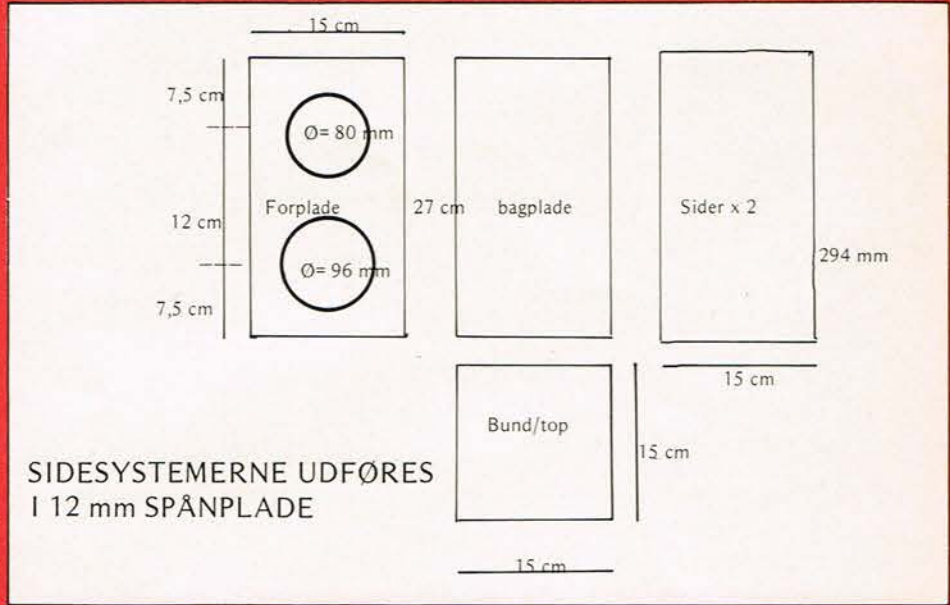 15 cm
7,5 cm
Ø= 80 mm
12 cm
Forplade
27 cm
bagplade
Sider x 2
Ø= 96 mm
294 mm
7,5 cm
15 cm
Bund/top
15 cm
SIDESYSTEMERNE UDFØRES
I 12 mm SPÅNPLADE
15 cm